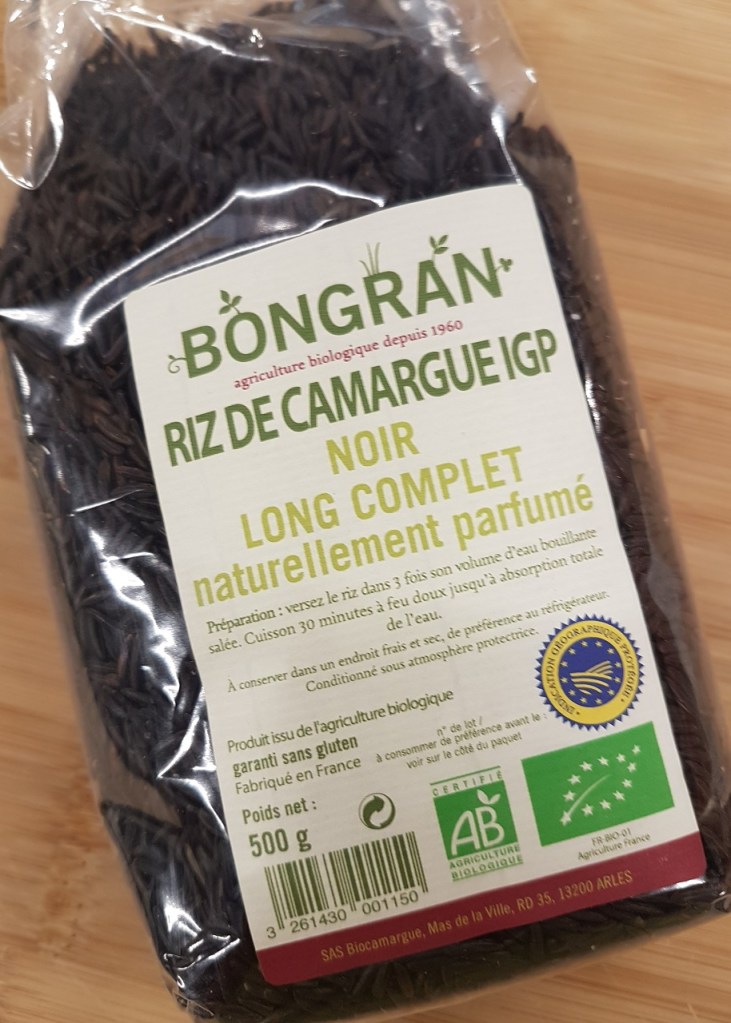 BONGRAN
agriculture biologique depuis 1960
RIZ DE CAMARGUE IGP
NOIR
LONG COMPLET
naturellement parfumé
Préparation : versez le riz dans 3 fois son volume d'eau bouillante
salée. Cuisson 30 minutes à feu doux jusqu'à absorption totale
de l'eau.
À conserver dans un endroit frais et sec, de préférence au réfrigérateur.
Conditionné sous atmosphère protectrice.
INDICATION GÉOGRAPHIQUE PROTÉGÉE
Produit issu de l'agriculture biologique
garanti sans gluten
Fabriqué en France
n° de lot /
à consommer de préférence avant le :
voir sur le côté du paquet
Poids net :
500 g
CERTIFIÉ
AB
AGRICULTURE
BIOLOGIQUE
FR-BIO-01
Agriculture France
3 261430 001150
SAS Biocamargue, Mas de la Ville, RD 35, 13200 ARLES